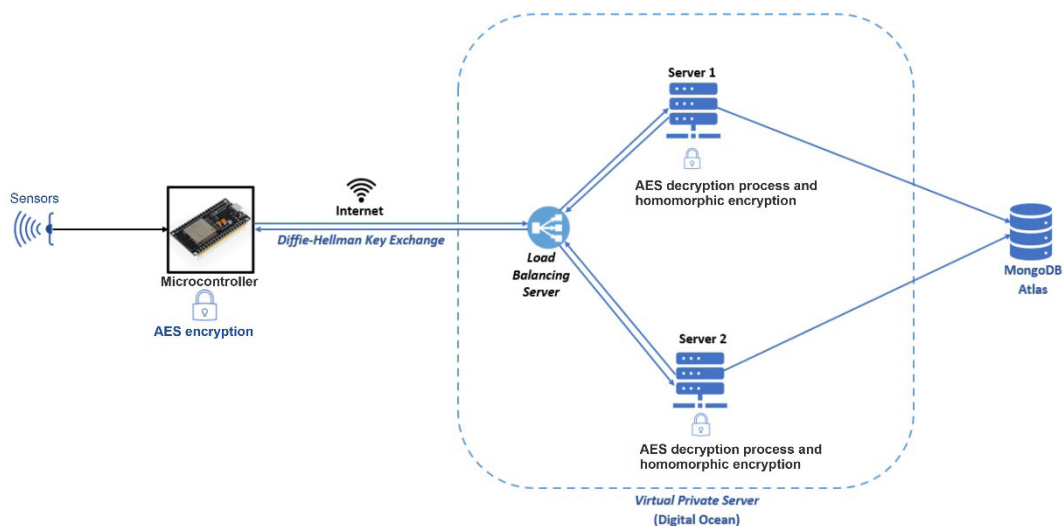 Sensors
Microcontroller
AES encryption
Internet
Diffie-Hellman Key Exchange
Load
Balancing
Server
Server 1
AES decryption process and
homomorphic encryption
Server 2
AES decryption process and
homomorphic encryption
MongoDB
Atlas
Virtual Private Server
(Digital Ocean)